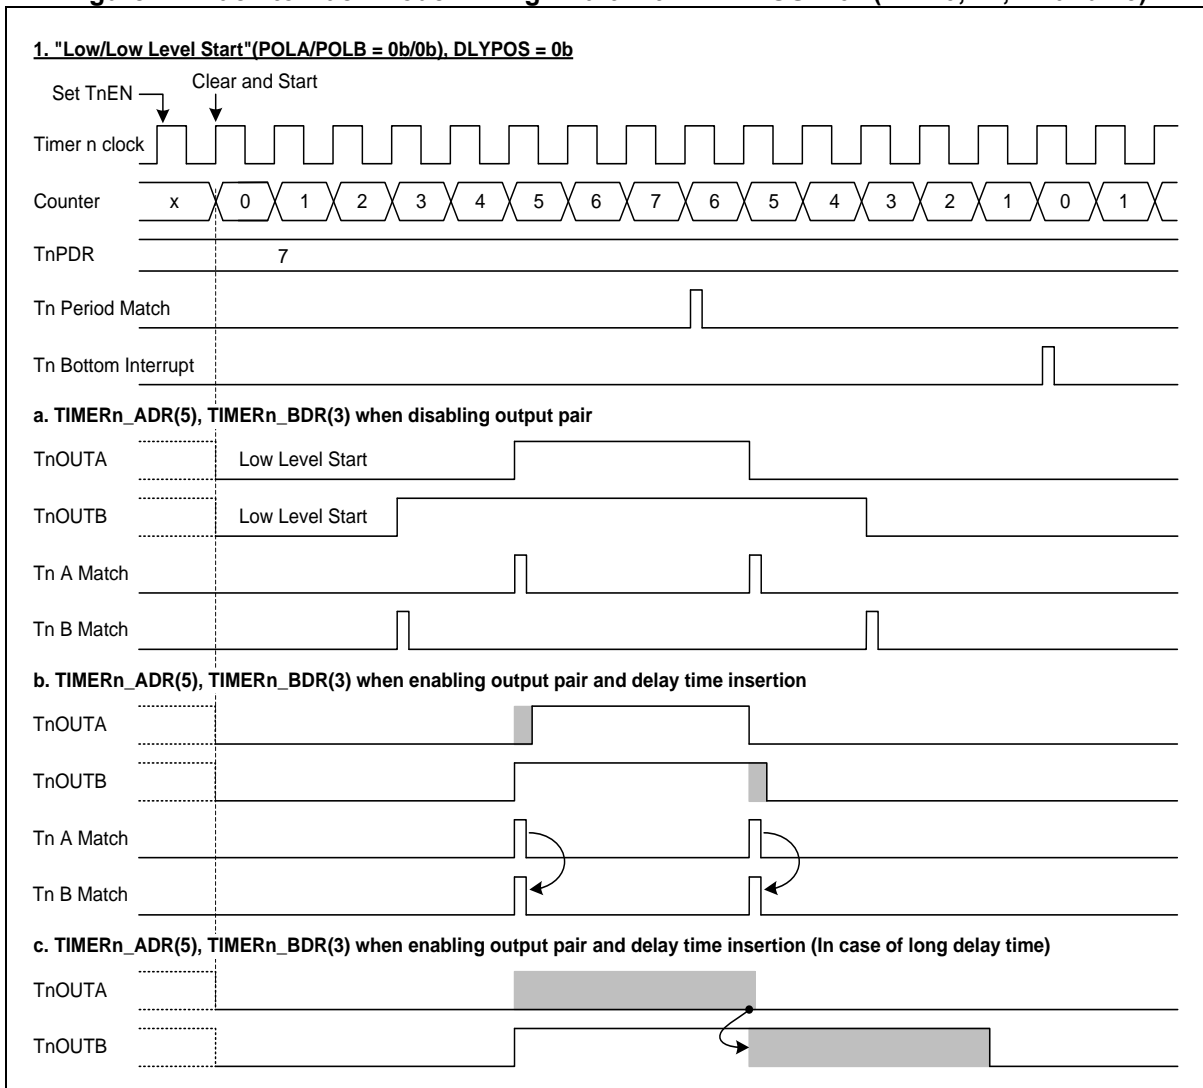 1. "Low/Low Level Start"(POLA/POLB = 0b/0b), DLYPOS = 0b
Set TnEN
Clear and Start
Timer n clock
Counter x 0 1 2 3 4 5 6 7 6 5 4 3 2 1 0 1
TnPDR 7
Tn Period Match
Tn Bottom Interrupt
a. TIMERn_ADR(5), TIMERn_BDR(3) when disabling output pair
TnOUTA Low Level Start
TnOUTB Low Level Start
Tn A Match
Tn B Match
b. TIMERn_ADR(5), TIMERn_BDR(3) when enabling output pair and delay time insertion
TnOUTA
TnOUTB
Tn A Match
Tn B Match
c. TIMERn_ADR(5), TIMERn_BDR(3) when enabling output pair and delay time insertion (In case of long delay time)
TnOUTA
TnOUTB